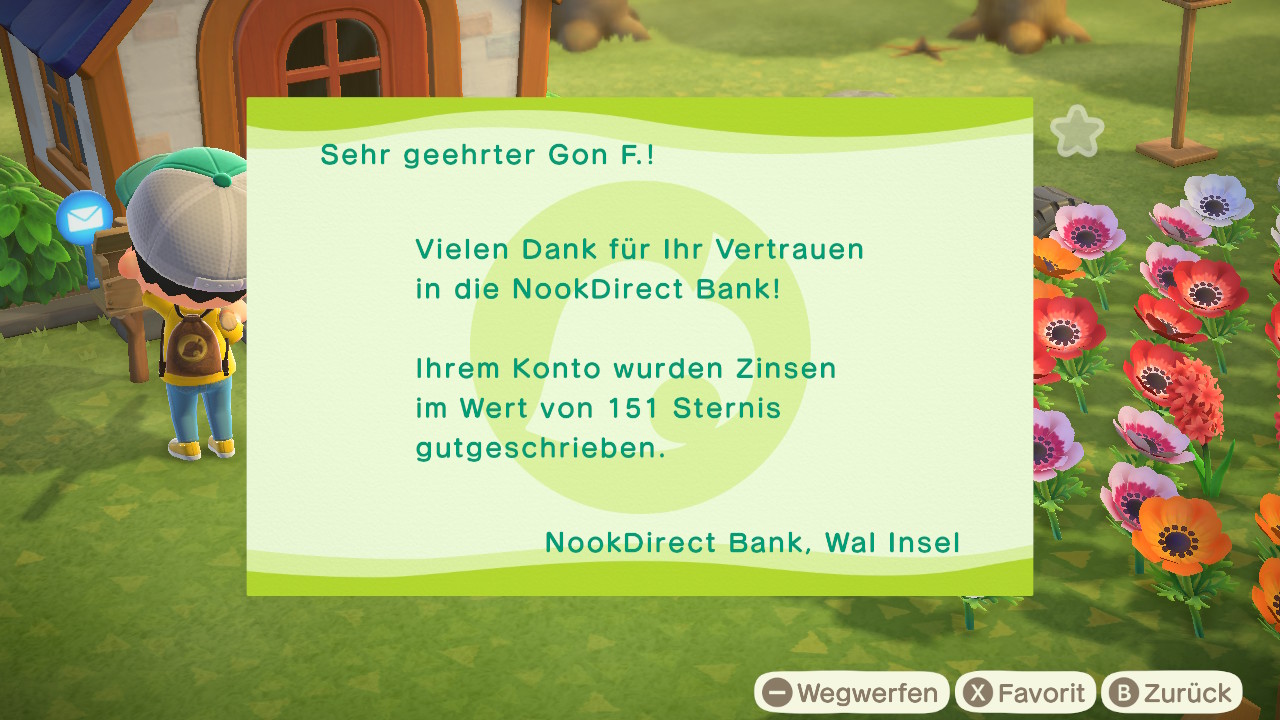 Sehr geehrter Gon F.!
Vielen Dank für Ihr Vertrauen
in die NookDirect Bank!
Ihrem Konto wurden Zinsen
im Wert von 151 Sternis
gutgeschrieben.
NookDirect Bank, Wal Insel
- Wegwerfen X Favorit B Zurück